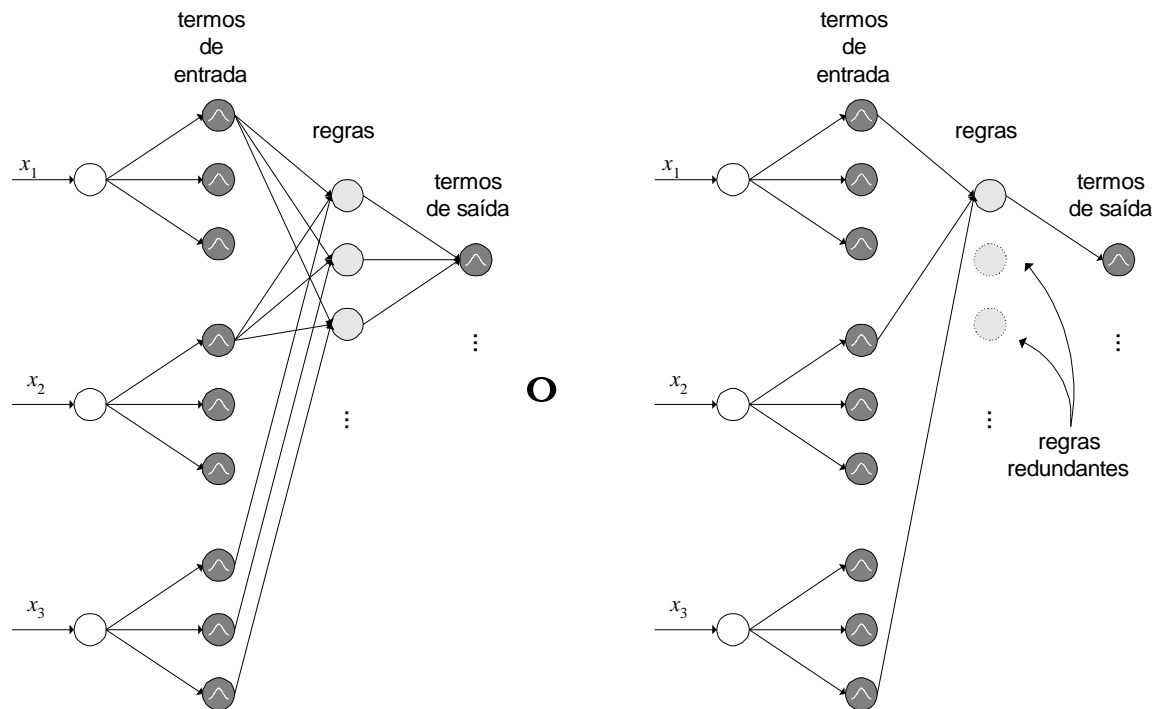 termos
de
entrada
regras
termos
de saída
x1
x2
x3
...
...
O
termos
de
entrada
regras
termos
de saída
x1
x2
x3
...
...
regras
redundantes